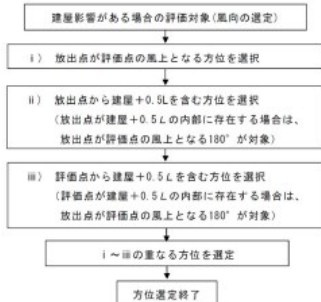 建屋影響がある場合の評価対象(風向の選定)
ⅰ) 放出点が評価点の風上となる方位を選択
ⅱ) 放出点から建屋+0.5Lを含む方位を選択
(放出点が建屋+0.5Lの内部に存在する場合は、
放出点が評価点の風上となる180°が対象)
ⅲ) 評価点から建屋+0.5Lを含む方位を選択
(評価点が建屋+0.5Lの内部に存在する場合は、
放出点が評価点の風上となる180°が対象)
ⅰ~ⅲの重なる方位を選定
方位選定終了